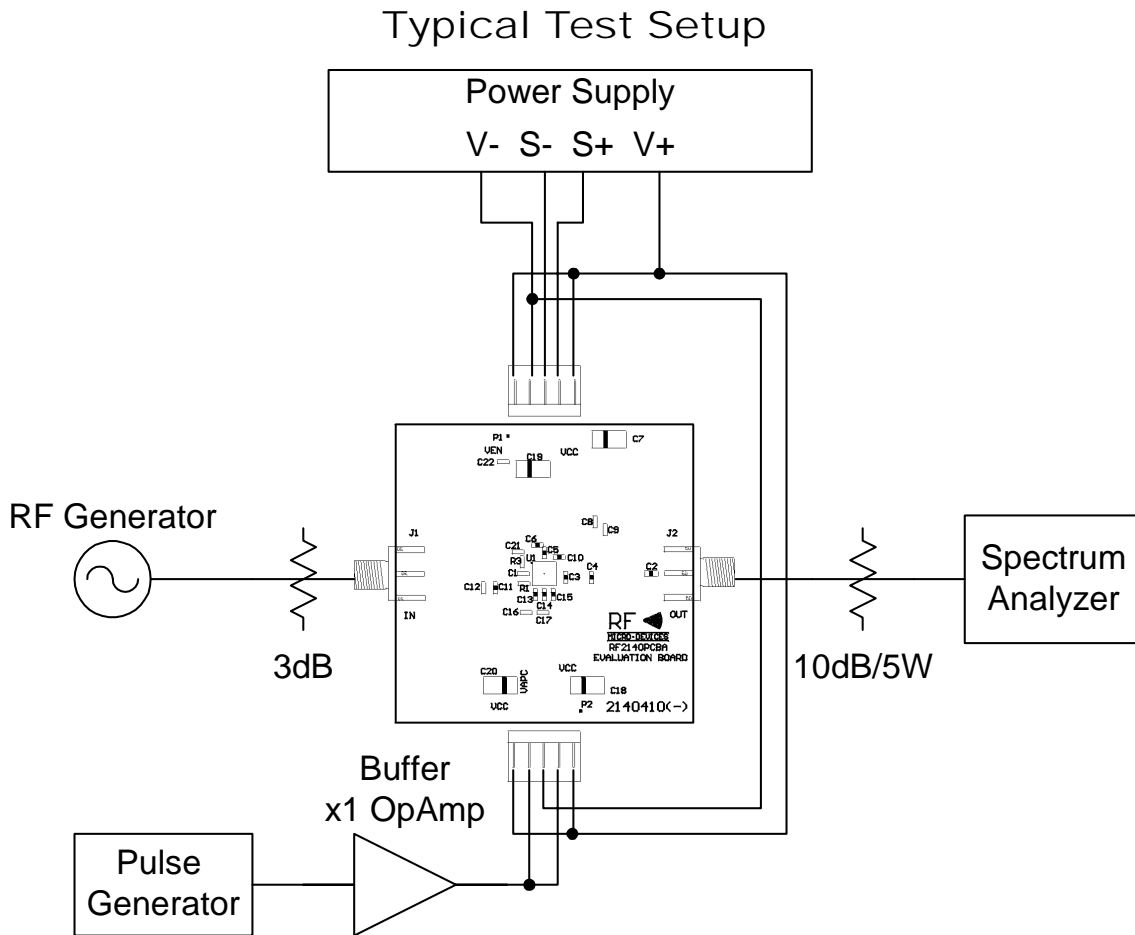 Typical Test Setup
Power Supply
V- S- S+ V+
P1
VEN
C22
C19
VCC
C7
RF Generator
J1
C8
C9
J2
C6
C21
C5
U1
C10
R3
C1
C3
C4
C2
C12
C11
R1
C13
C15
C14
C16
C17
IN
OUT
RF
MICRO-DEVICES
RF2140PCBA
EVALUATION BOARD
3dB
10dB/5W
Spectrum
Analyzer
C20
VAPC
VCC
VCC
C18
P2
2140410(-)
Buffer
x1 OpAmp
Pulse
Generator